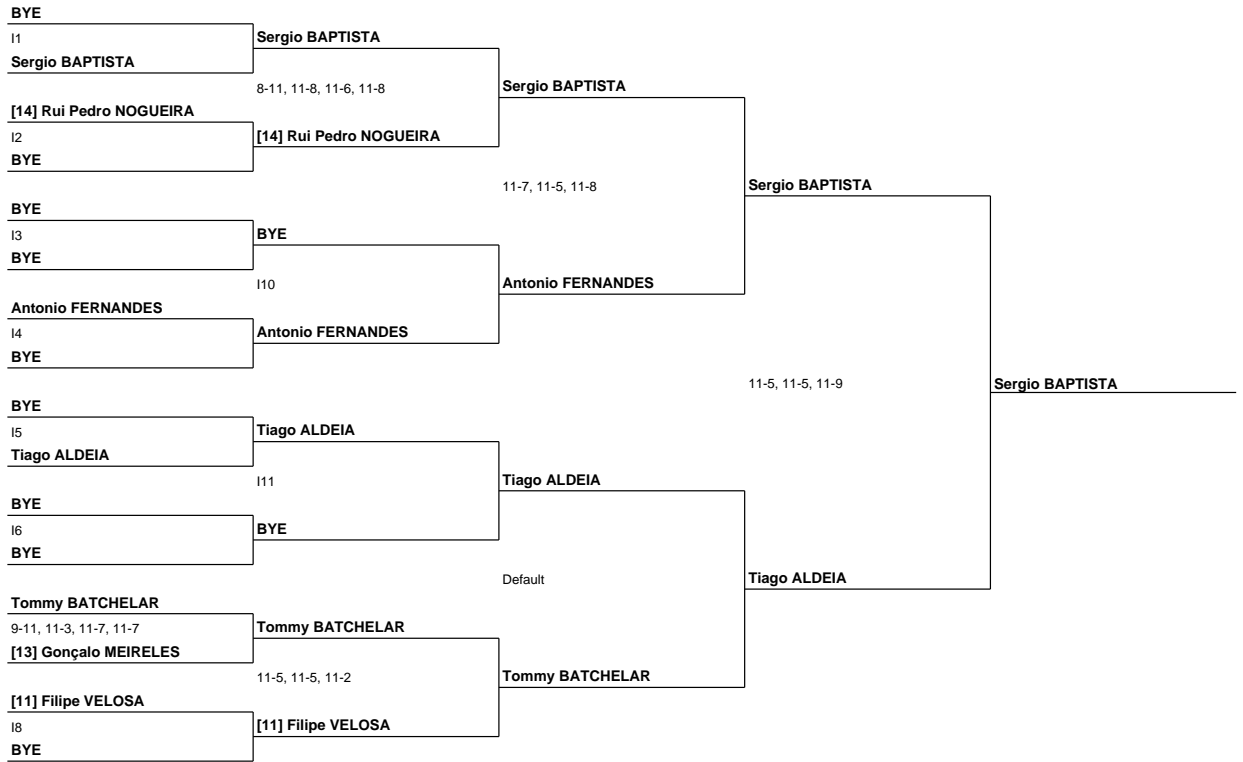 BYE
I1
Sergio BAPTISTA
[14] Rui Pedro NOGUEIRA
I2
BYE
BYE
I3
BYE
Antonio FERNANDES
I4
BYE
BYE
I5
Tiago ALDEIA
BYE
I6
BYE
Tommy BATCHELAR
9-11, 11-3, 11-7, 11-7
[13] Gonçalo MEIRELES
[11] Filipe VELOSA
I8
BYE
Sergio BAPTISTA
8-11, 11-8, 11-6, 11-8
[14] Rui Pedro NOGUEIRA
BYE
I10
Antonio FERNANDES
Tiago ALDEIA
I11
BYE
Tommy BATCHELAR
11-5, 11-5, 11-2
[11] Filipe VELOSA
Sergio BAPTISTA
11-7, 11-5, 11-8
Antonio FERNANDES
Tiago ALDEIA
Default
Tommy BATCHELAR
Sergio BAPTISTA
11-5, 11-5, 11-9
Tiago ALDEIA
Sergio BAPTISTA